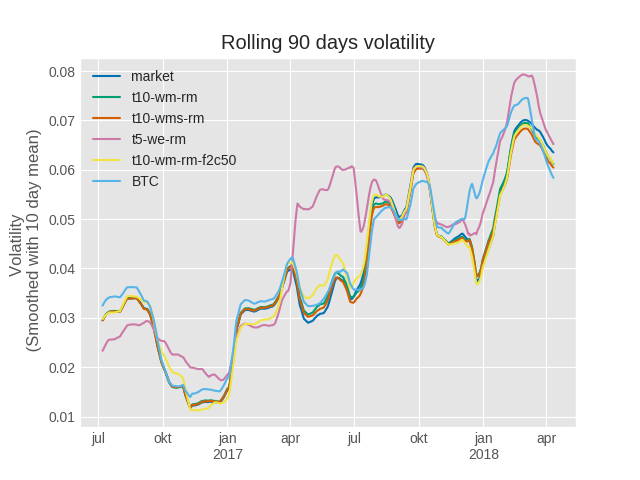 Rolling 90 days volatility
0.08
0.07
0.06
0.05
0.04
0.03
0.02
0.01
Volatility
(Smoothed with 10 day mean)
market
t10-wm-rm
t10-wms-rm
t5-we-rm
t10-wm-rm-f2c50
BTC
jul okt jan apr jul okt jan apr
2017 2018